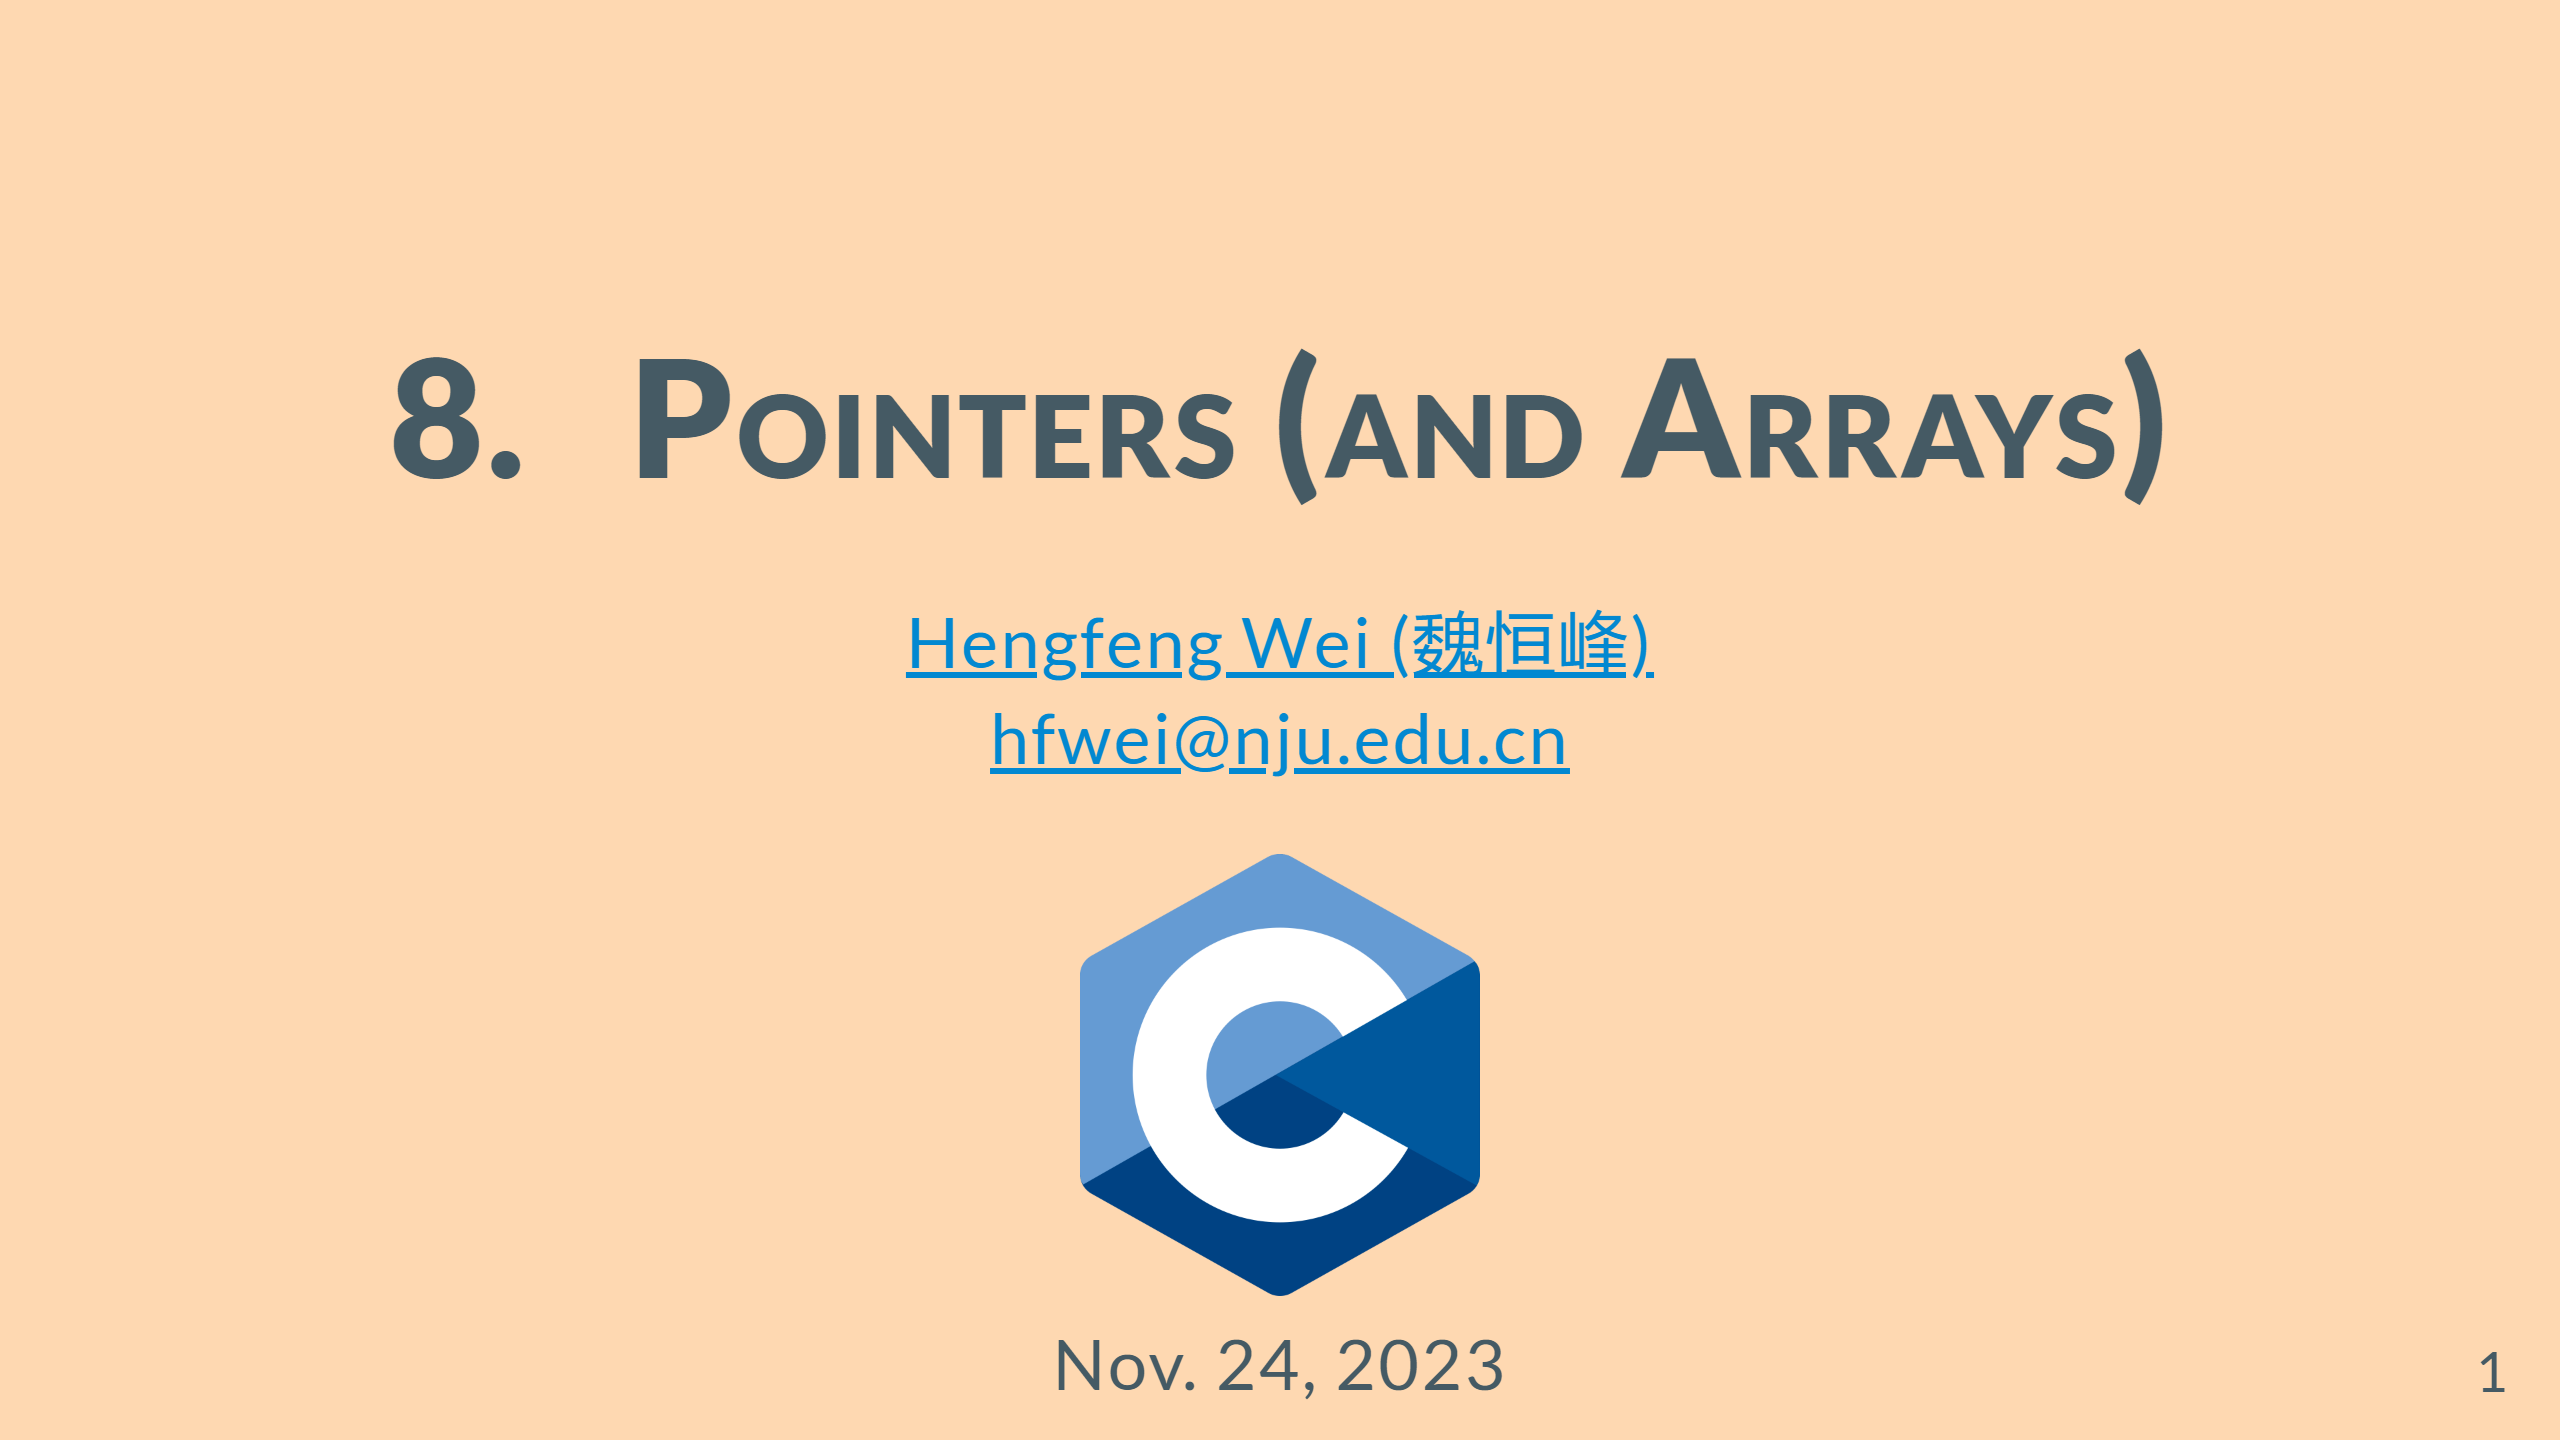 8. Pointers (and Arrays)
Hengfeng Wei (魏恒峰)
hfwei@nju.edu.cn
C
Nov. 24, 2023
1